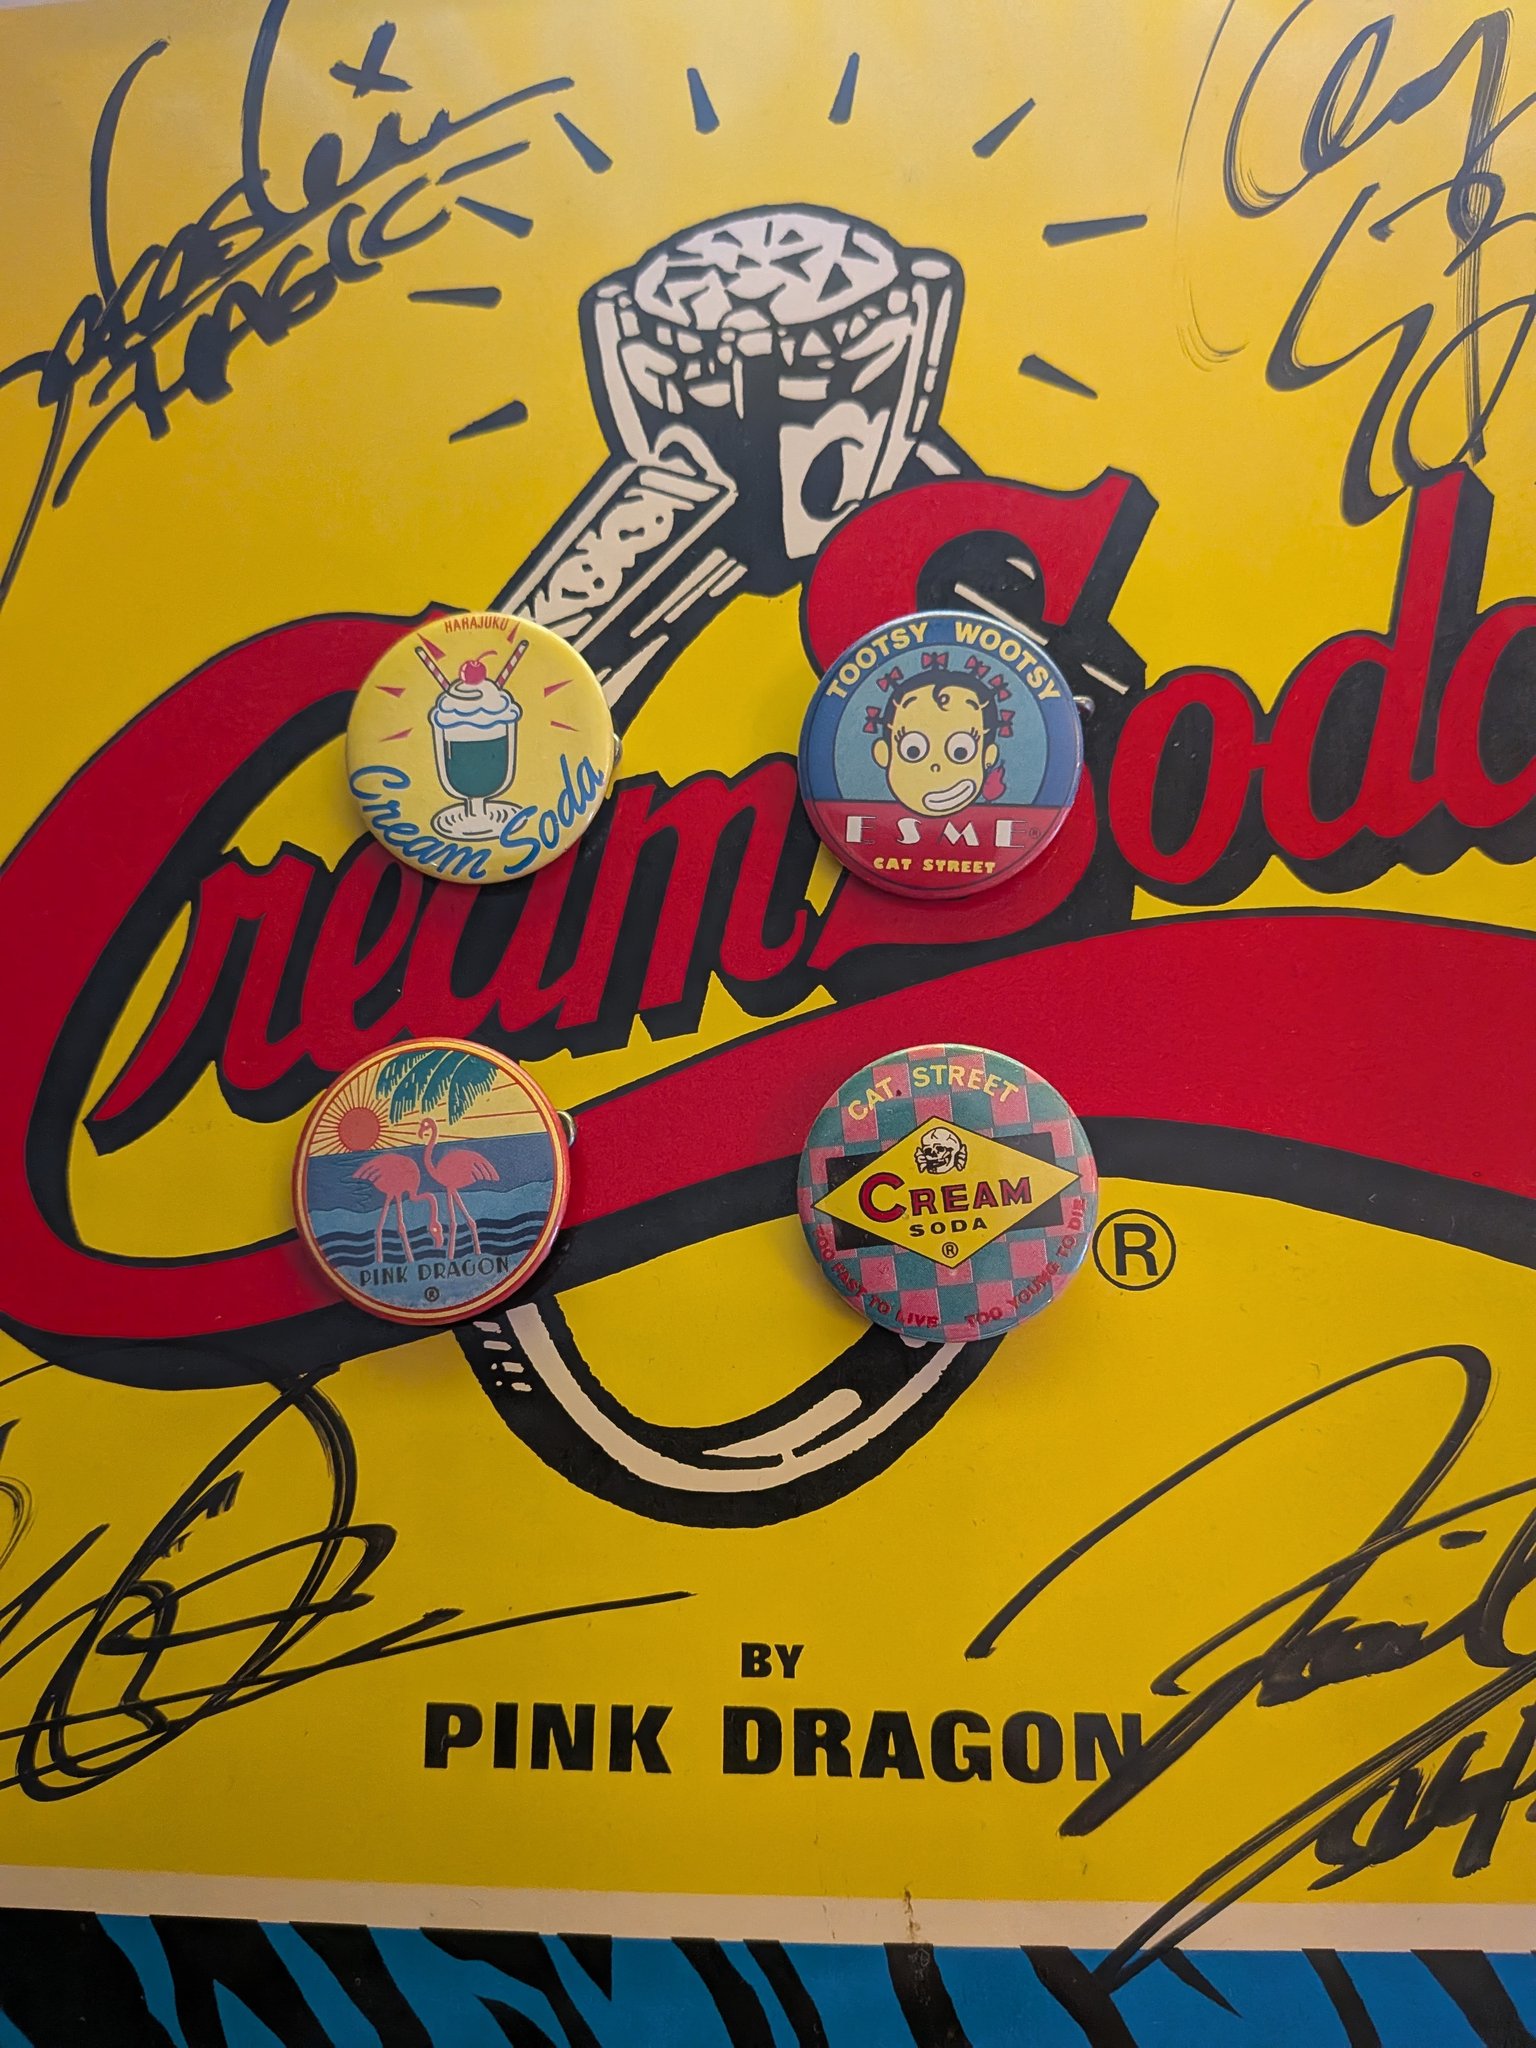 HARAJUKU
Cream Soda
TOOTSY WOOTSY
ESME®
CAT STREET
Cream Soda
PINK DRAGON
®
CAT STREET
CREAM
SODA
®
TOO FAST TO LIVE TOO YOUNG TO DIE
®
BY
PINK DRAGON